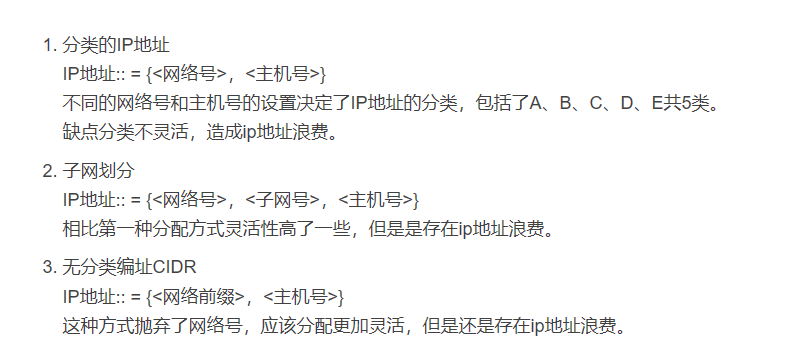 1. 分类的IP地址
IP地址:: = {<网络号>，<主机号>}
不同的网络号和主机号的设置决定了IP地址的分类，包括了A、B、C、D、E共5类。
缺点分类不灵活，造成ip地址浪费。
2. 子网划分
IP地址:: = {<网络号>，<子网号>，<主机号>}
相比第一种分配方式灵活性高了一些，但是是存在ip地址浪费。
3. 无分类编址CIDR
IP地址:: = {<网络前缀>，<主机号>}
这种方式抛弃了网络号，应该分配更加灵活，但是还是存在ip地址浪费。